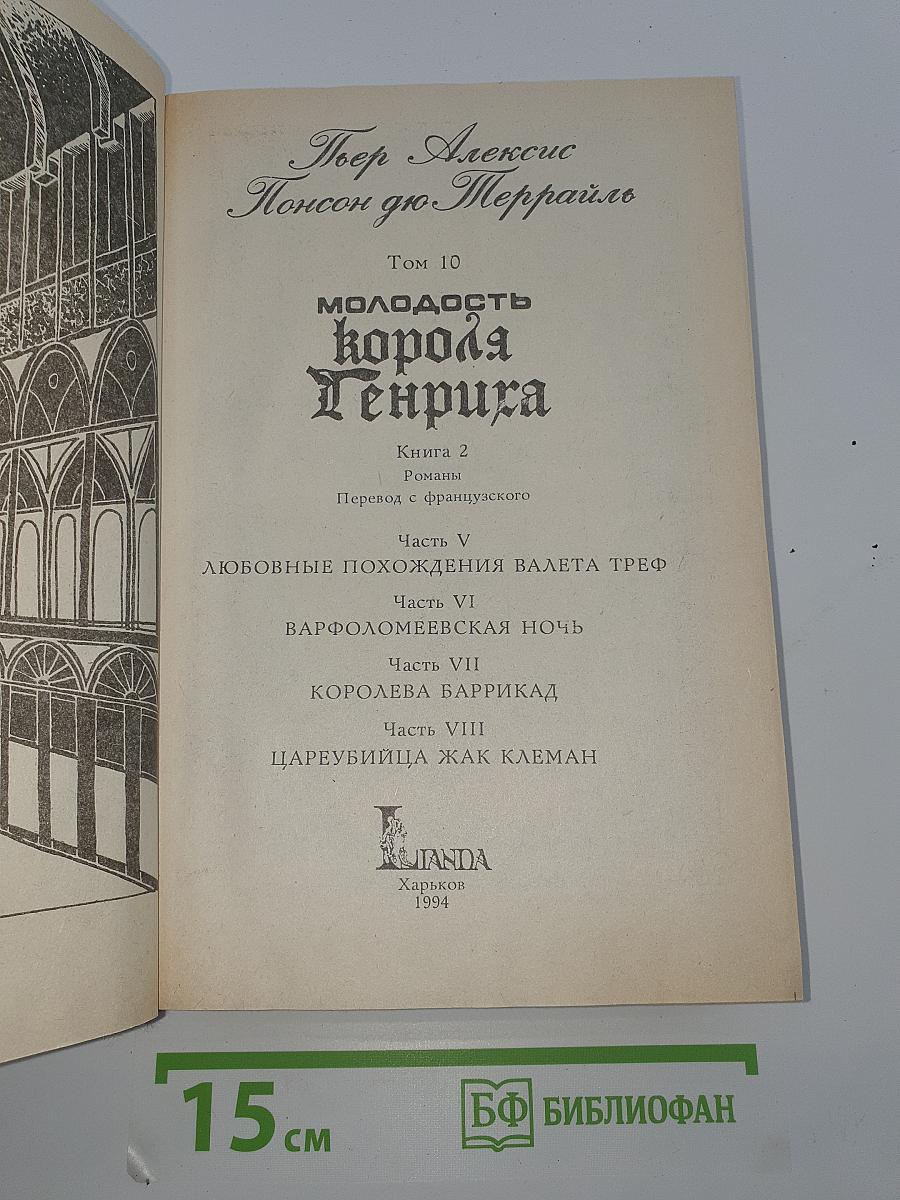 Пьер Алексис
Понсон дю Террайль
Том 10
МОЛОДОСТЬ
короля
Генриха
Книга 2
Романы
Перевод с французского
Часть V
ЛЮБОВНЫЕ ПОХОЖДЕНИЯ ВАЛЕТА ТРЕФ
Часть VI
ВАРФОЛОМЕЕВСКАЯ НОЧЬ
Часть VII
КОРОЛЕВА БАРРИКАД
Часть VIII
ЦАРЕУБИЙЦА ЖАК КЛЕМАН
LIANDA
Харьков
1994
15 см
БФ БИБЛИОФАН